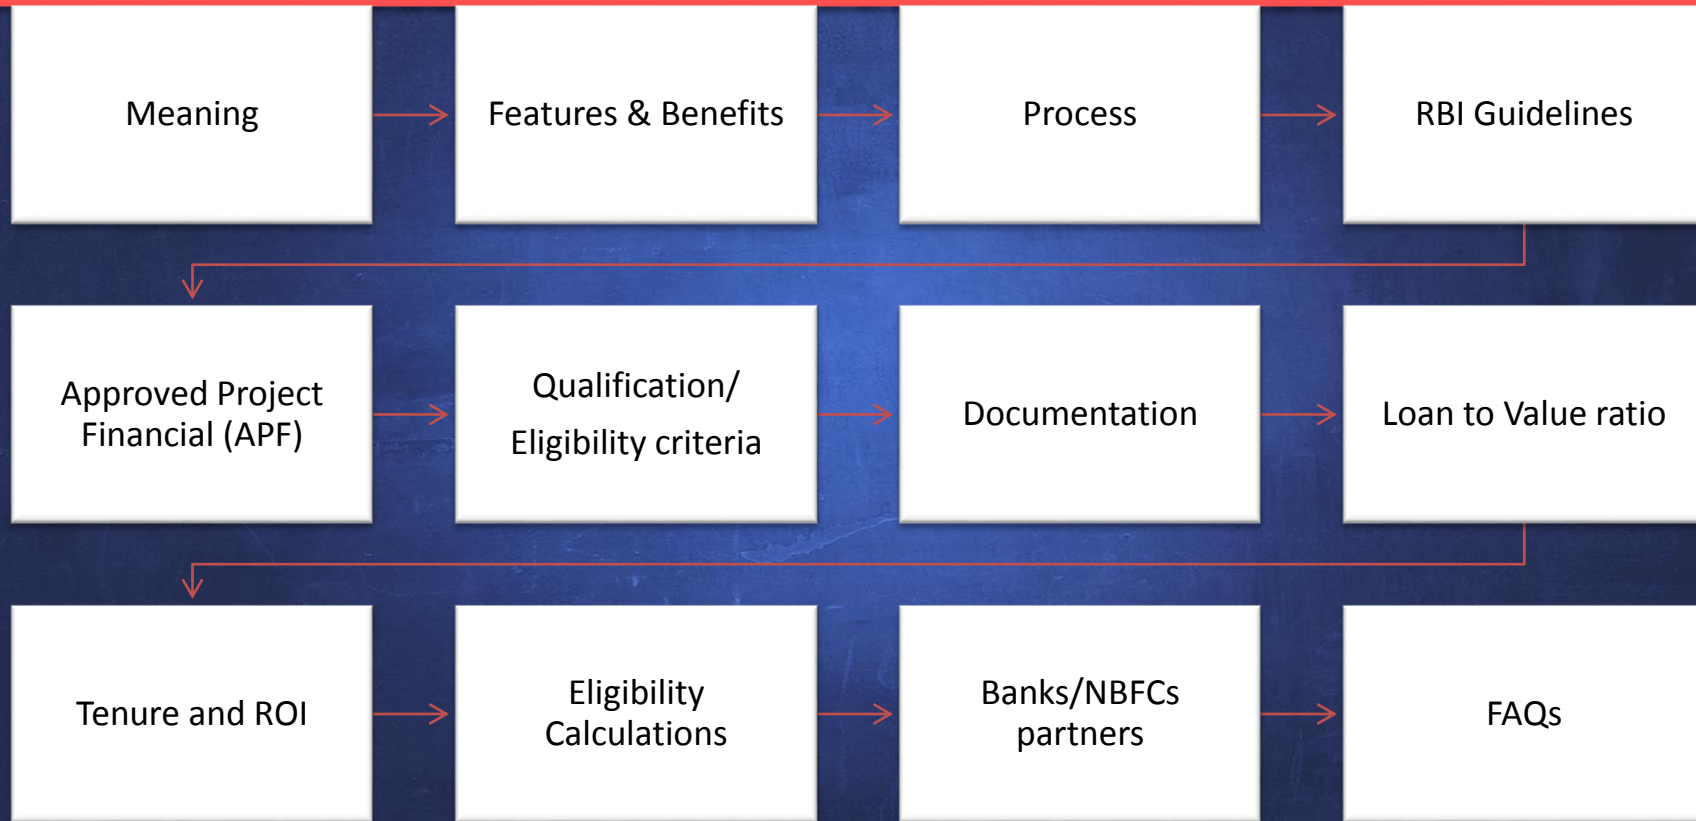 Meaning
Features & Benefits
Process
RBI Guidelines
Approved Project
Financial (APF)
Qualification/
Eligibility criteria
Documentation
Loan to Value ratio
Tenure and ROI
Eligibility
Calculations
Banks/NBFCs
partners
FAQs